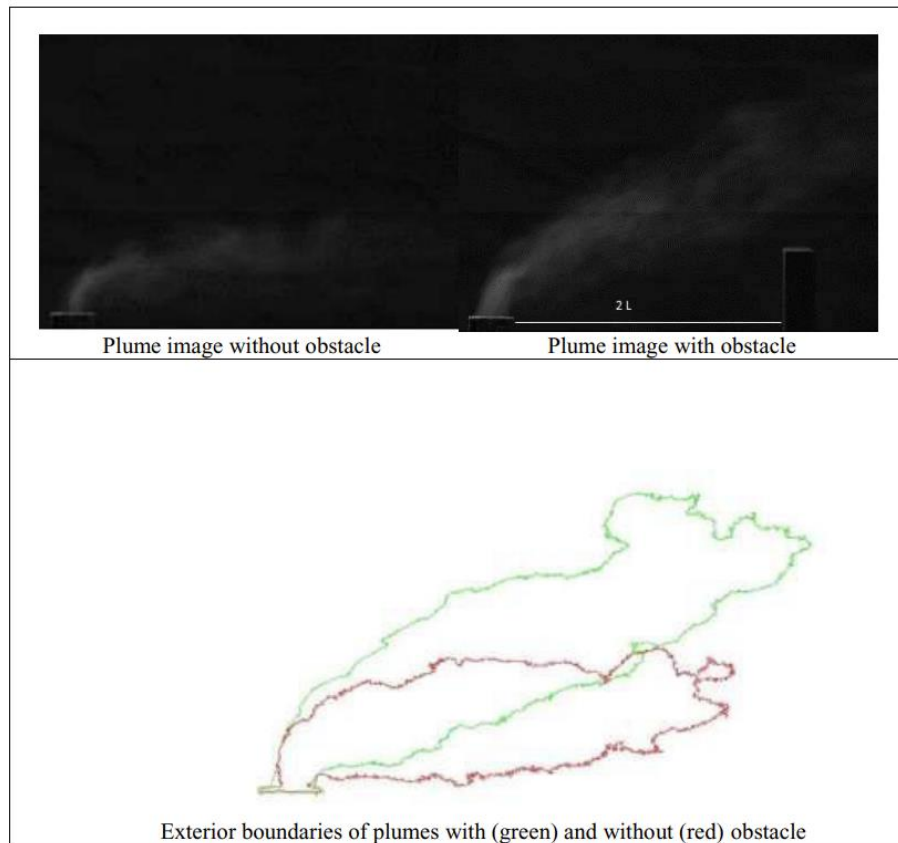 2 L
Plume image without obstacle
Plume image with obstacle
Exterior boundaries of plumes with (green) and without (red) obstacle